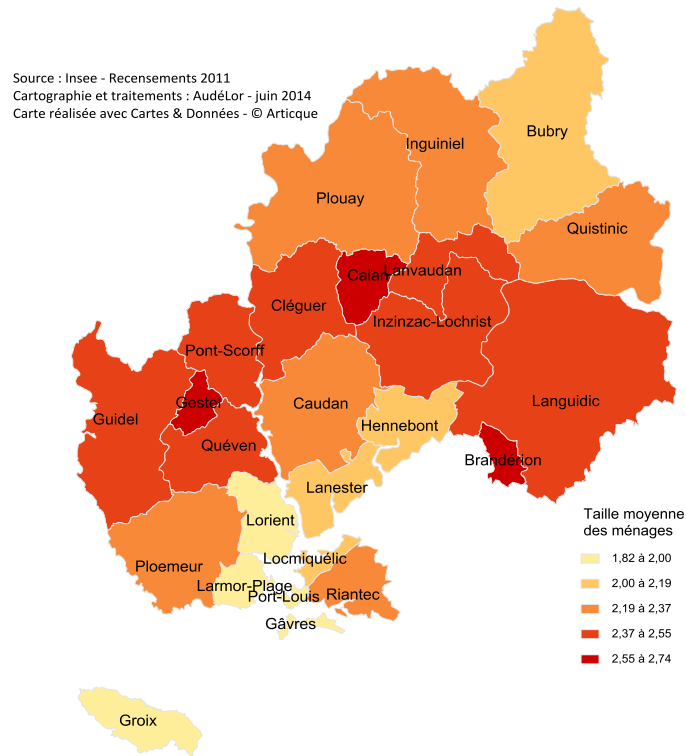 Source : Insee - Recensements 2011
Cartographie et traitements : AudéLor - juin 2014
Carte réalisée avec Cartes & Données - © Articque
Bubry
Inguiniel
Plouay
Quistinic
Calan
Lanvaudan
Cléguer
Inzinzac-Lochrist
Pont-Scorff
Gestel
Caudan
Languidic
Guidel
Hennebont
Quéven
Brandérion
Lanester
Taille moyenne
des ménages
Lorient
1,82 à 2,00
Locmiquélic
Ploemeur
2,00 à 2,19
Larmor-Plage
Port-Louis
Riantec
2,19 à 2,37
Gâvres
2,37 à 2,55
2,55 à 2,74
Groix